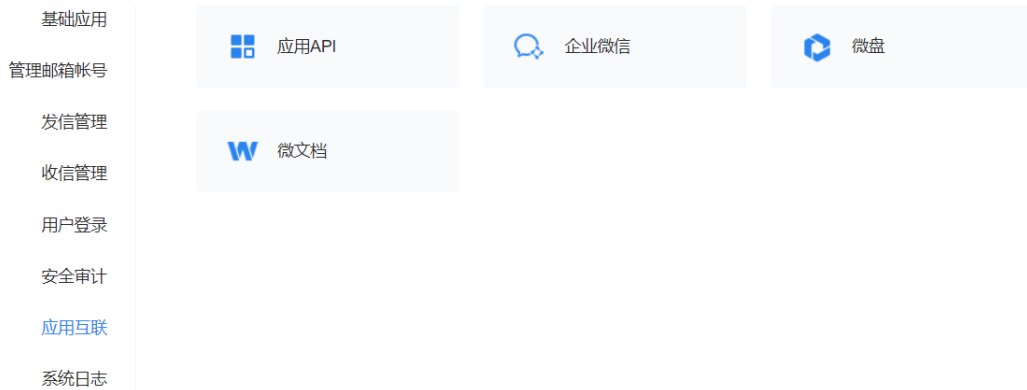 基础应用
管理邮箱帐号
发信管理
收信管理
用户登录
安全审计
应用互联
系统日志
应用API
企业微信
微盘
微文档